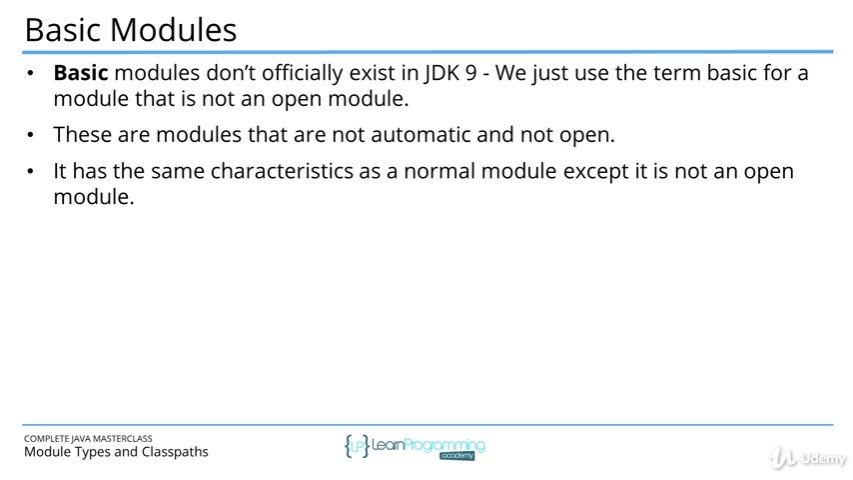 Basic Modules
• Basic modules don't officially exist in JDK 9 - We just use the term basic for a
module that is not an open module.
• These are modules that are not automatic and not open.
• It has the same characteristics as a normal module except it is not an open
module.
COMPLETE JAVA MASTERCLASS
Module Types and Classpaths
{LP} LearnProgramming
academy
Udemy